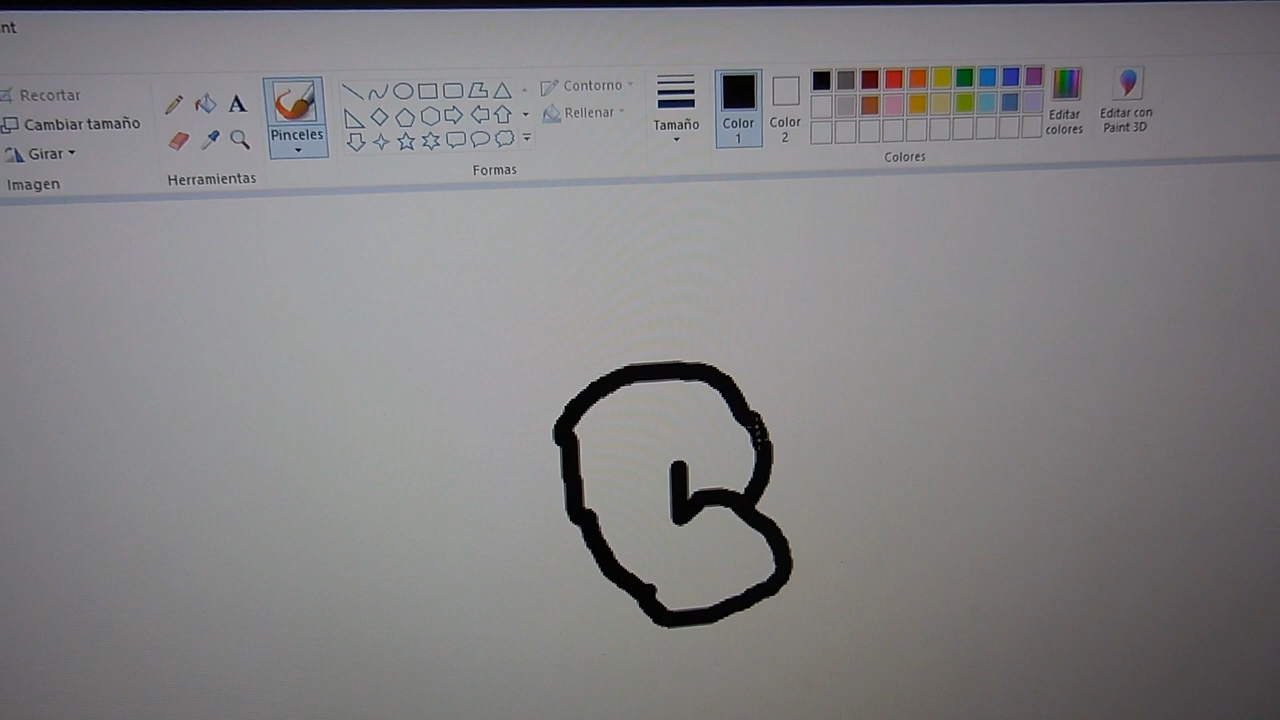 nt
Recortar
Cambiar tamaño
Girar
Imagen
A
Herramientas
Pinceles
Formas
Contorno
Rellenar
Tamaño
Color
1
Color
2
Colores
Editar
colores
Editar con
Paint 3D